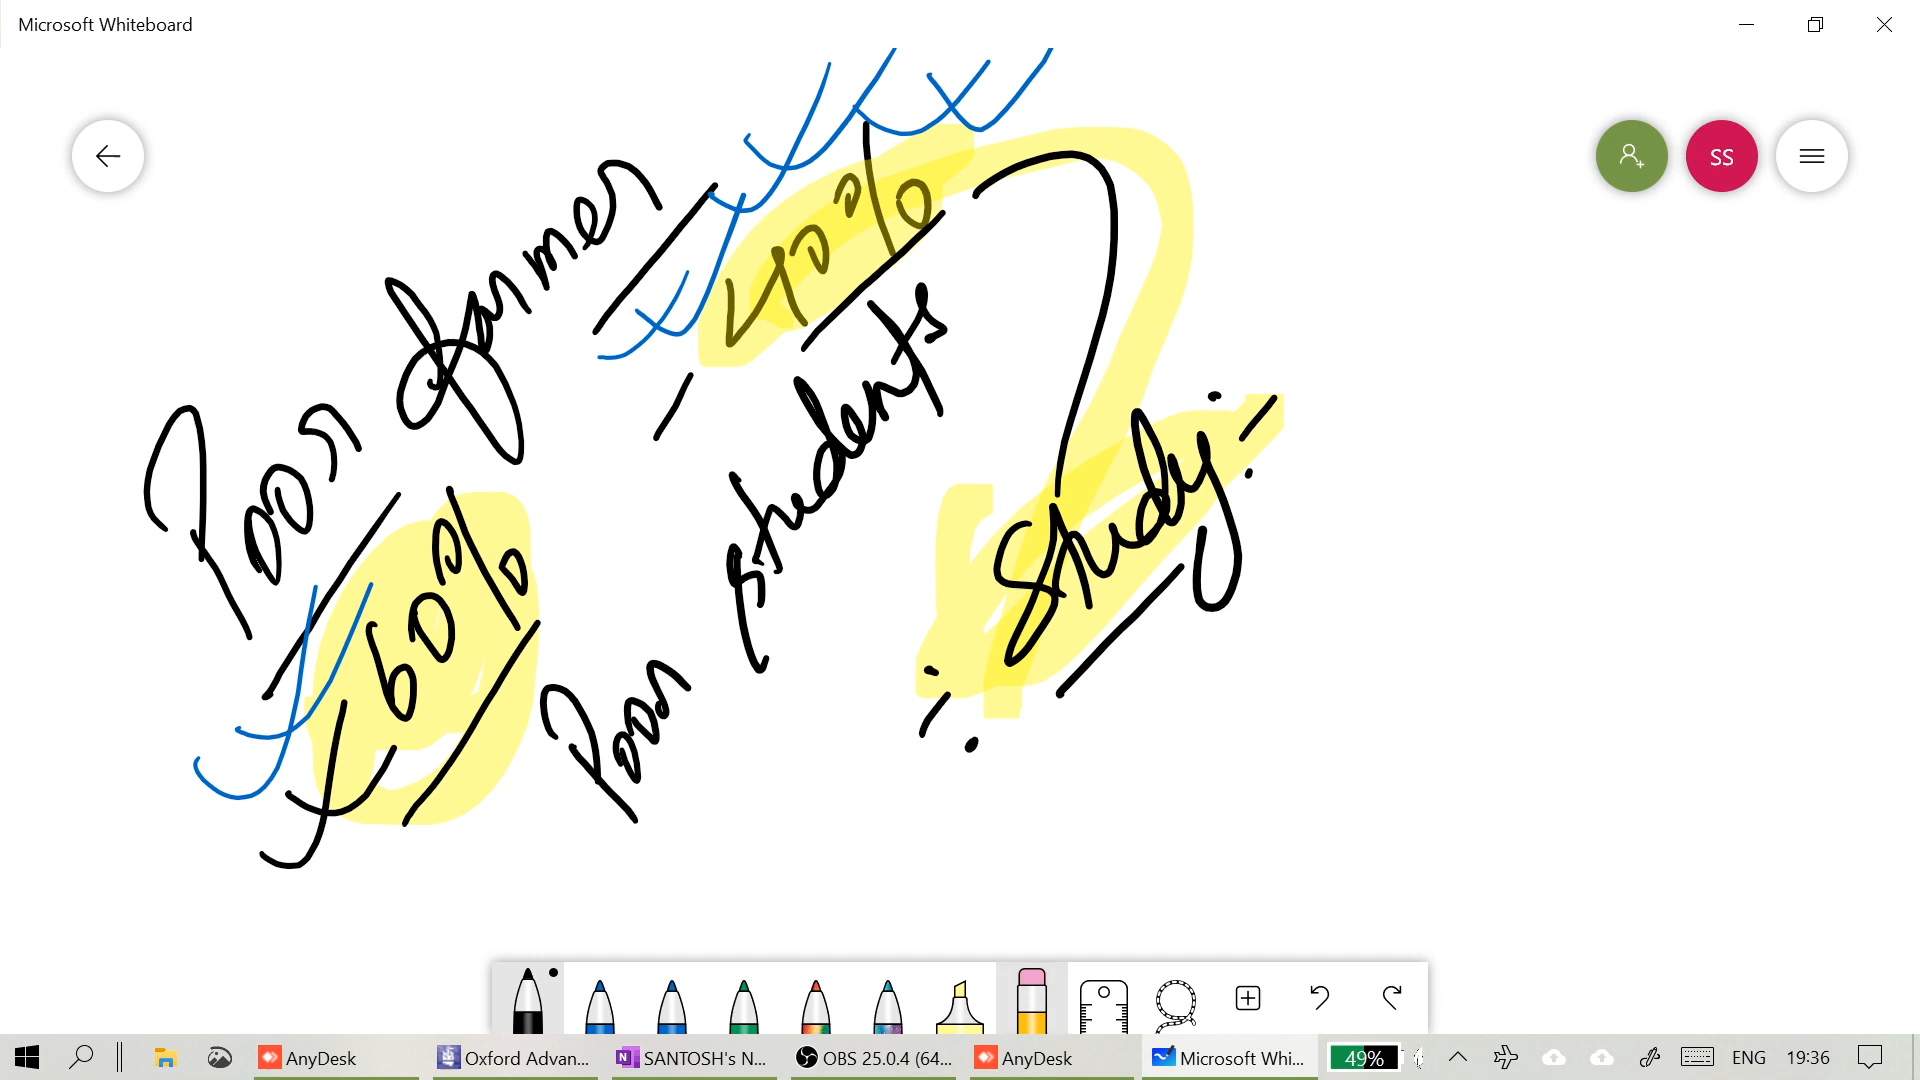 Microsoft Whiteboard
SS
Poor farmer
40%
60%
Poor students
Study
AnyDesk
Oxford Advan...
SANTOSH's N...
OBS 25.0.4 (64...
AnyDesk
Microsoft Whi...
49%
ENG
19:36